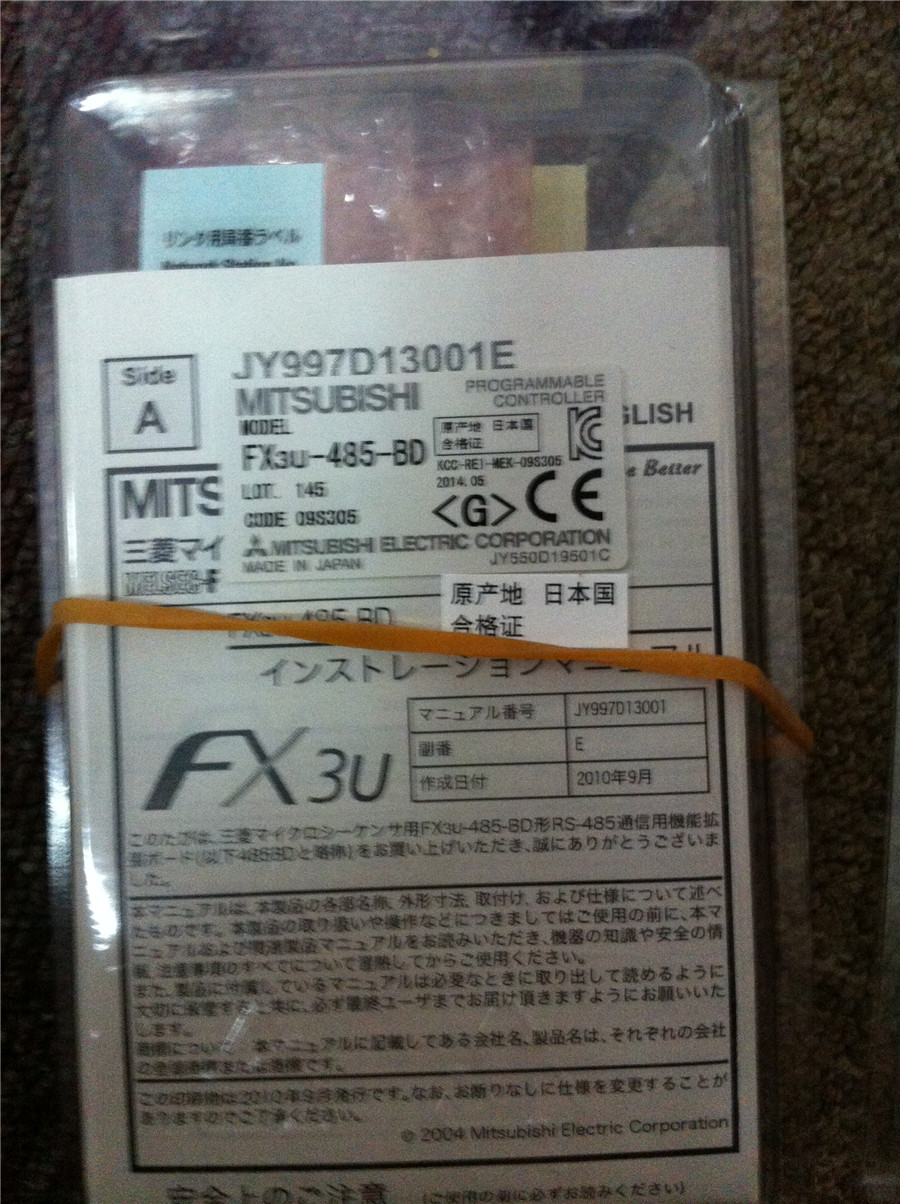 リンク用局番ラベル
JY997D13001E
Side
A
MITSUBISHI
PROGRAMMABLE
CONTROLLER
MODEL
FX3U-485-BD
原产地 日本国
合格证
KCC-REI-MEK-09S305
LOT. 145
2014.05
CODE 09S305
<G> CE
MITSUBISHI ELECTRIC CORPORATION
MADE IN JAPAN
JY550D19501C
GLISH
e Better
MITS
三菱マイ
MELSEC-F
原产地 日本国
合格证
FX3U-485-BD
インストレーションマニュアル
FX3U
マニュアル番号 JY997D13001
副番 E
作成日付 2010年9月
このたびは、三菱マイクロシーケンサ用FX3U-485-BD形RS-485通信用機能拡
張ボード(以下485BDと略称)をお買い上げいただき、誠にありがとうございま
した。
本マニュアルは、本製品の各部名称、外形寸法、取付け、および仕様について述べ
たものです。本製品の取り扱いや操作などにつきましてはご使用の前に、本マ
ニュアルおよび関連製品マニュアルをお読みいただき、機器の知識や安全の情
報、注意事項のすべてについて習熟してからご使用ください。
また、製品に付属しているマニュアルは必要なときに取り出して読めるように
大切に保管すると共に、必ず最終ユーザまでお届け頂きますようにお願いいた
します。
商標について 本マニュアルに記載してある会社名、製品名は、それぞれの会社
の登録商標または商標です。
この印刷物は2010年9月発行です。なお、お断りなしに仕様を変更することが
ありますのでご了承ください。
© 2004 Mitsubishi Electric Corporation
安全上のご注意 (ご使用の前に必ずお読みください)